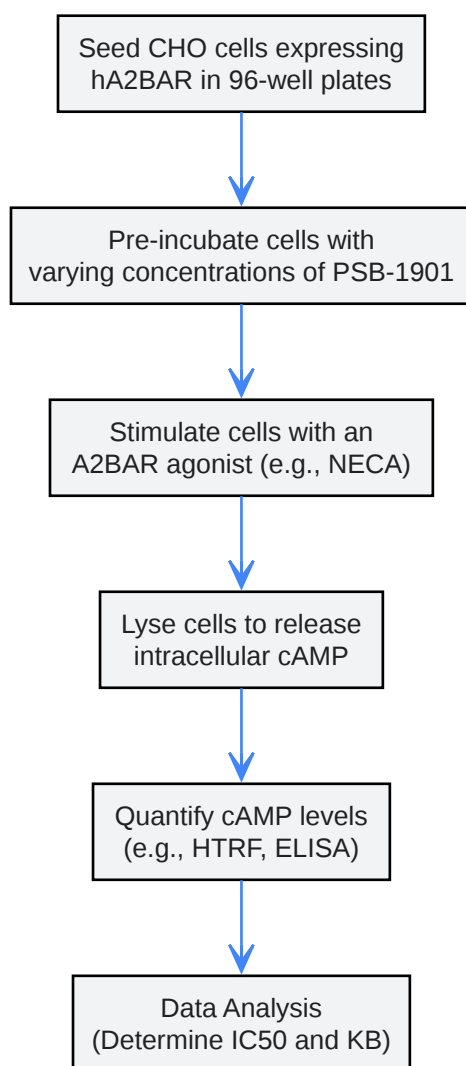 Seed CHO cells expressing
hA2BAR in 96-well plates
Pre-incubate cells with
varying concentrations of PSB-1901
Stimulate cells with an
A2BAR agonist (e.g., NECA)
Lyse cells to release
intracellular cAMP
Quantify cAMP levels
(e.g., HTRF, ELISA)
Data Analysis
(Determine IC50 and KB)